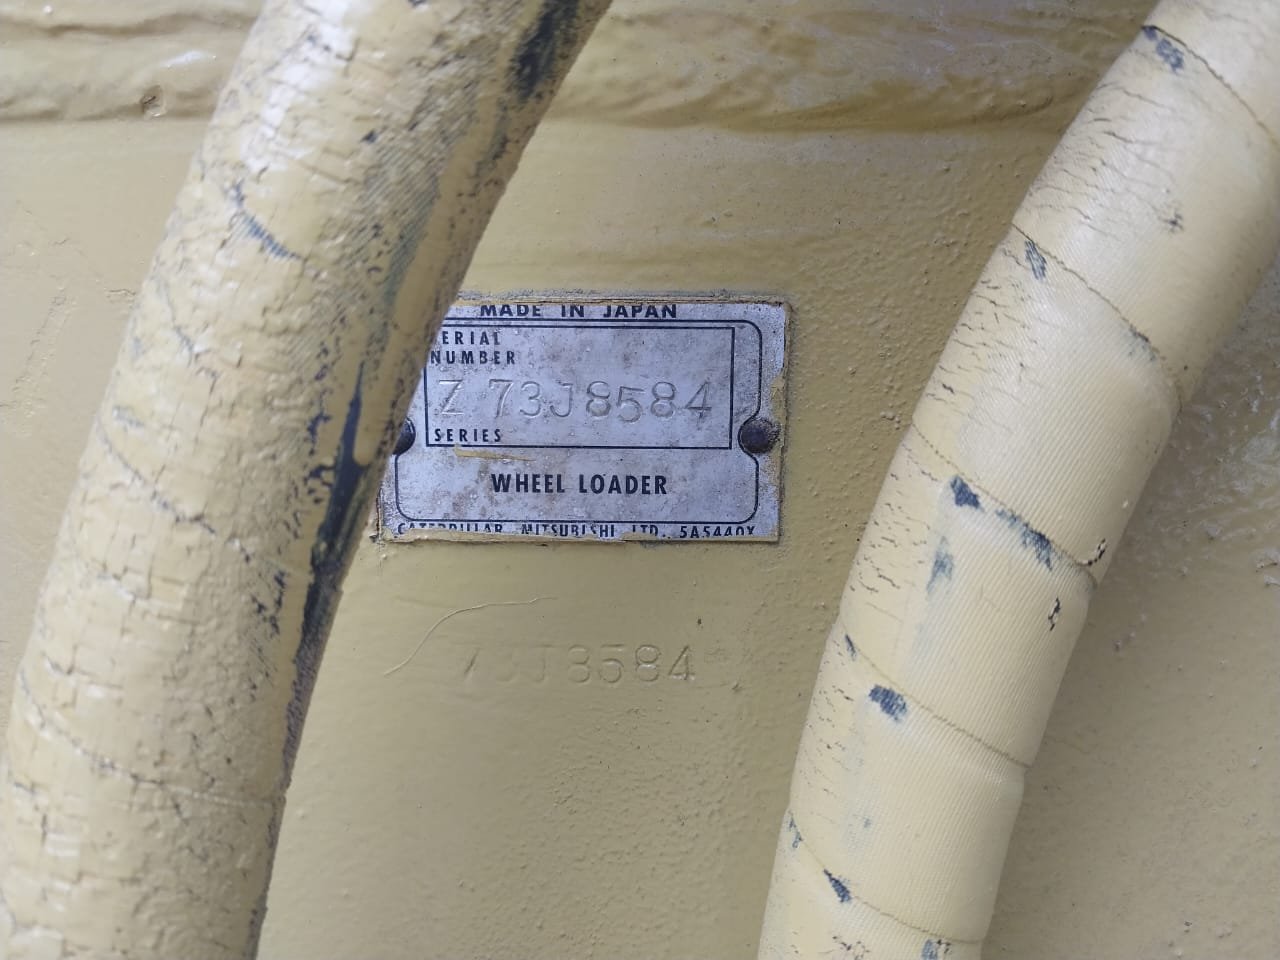 MADE IN JAPAN
ERIAL
NUMBER
Z 73J8584
SERIES
WHEEL LOADER
CATERPILLAR MITSUBISHI LTD. 5A5440X
73J8584